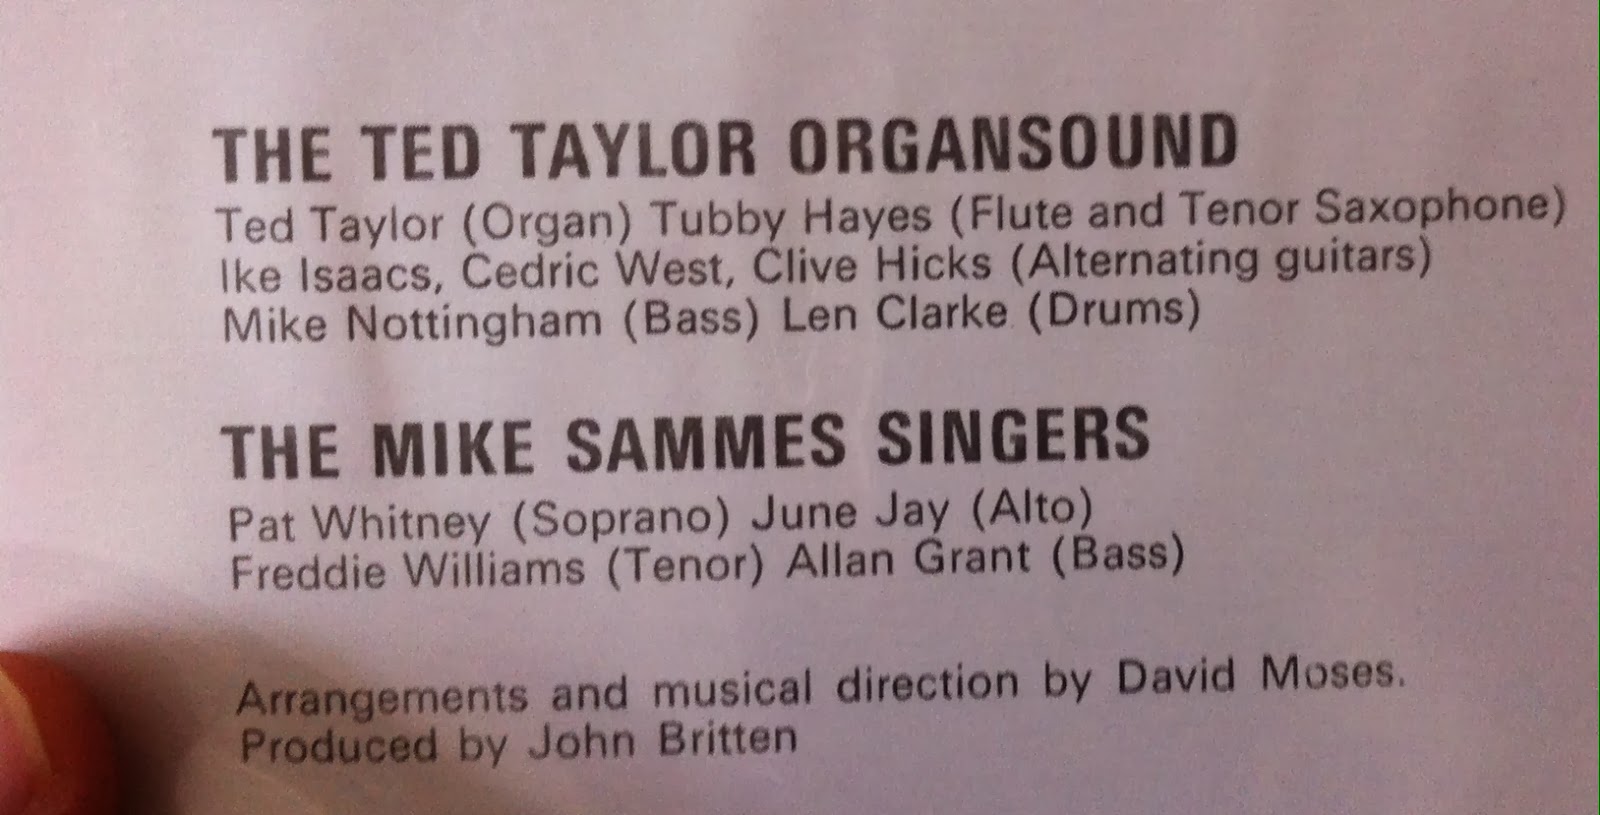 THE TED TAYLOR ORGANSOUND
Ted Taylor (Organ) Tubby Hayes (Flute and Tenor Saxophone)
Ike Isaacs, Cedric West, Clive Hicks (Alternating guitars)
Mike Nottingham (Bass) Len Clarke (Drums)
THE MIKE SAMMES SINGERS
Pat Whitney (Soprano) June Jay (Alto)
Freddie Williams (Tenor) Allan Grant (Bass)
Arrangements and musical direction by David Moses.
Produced by John Britten